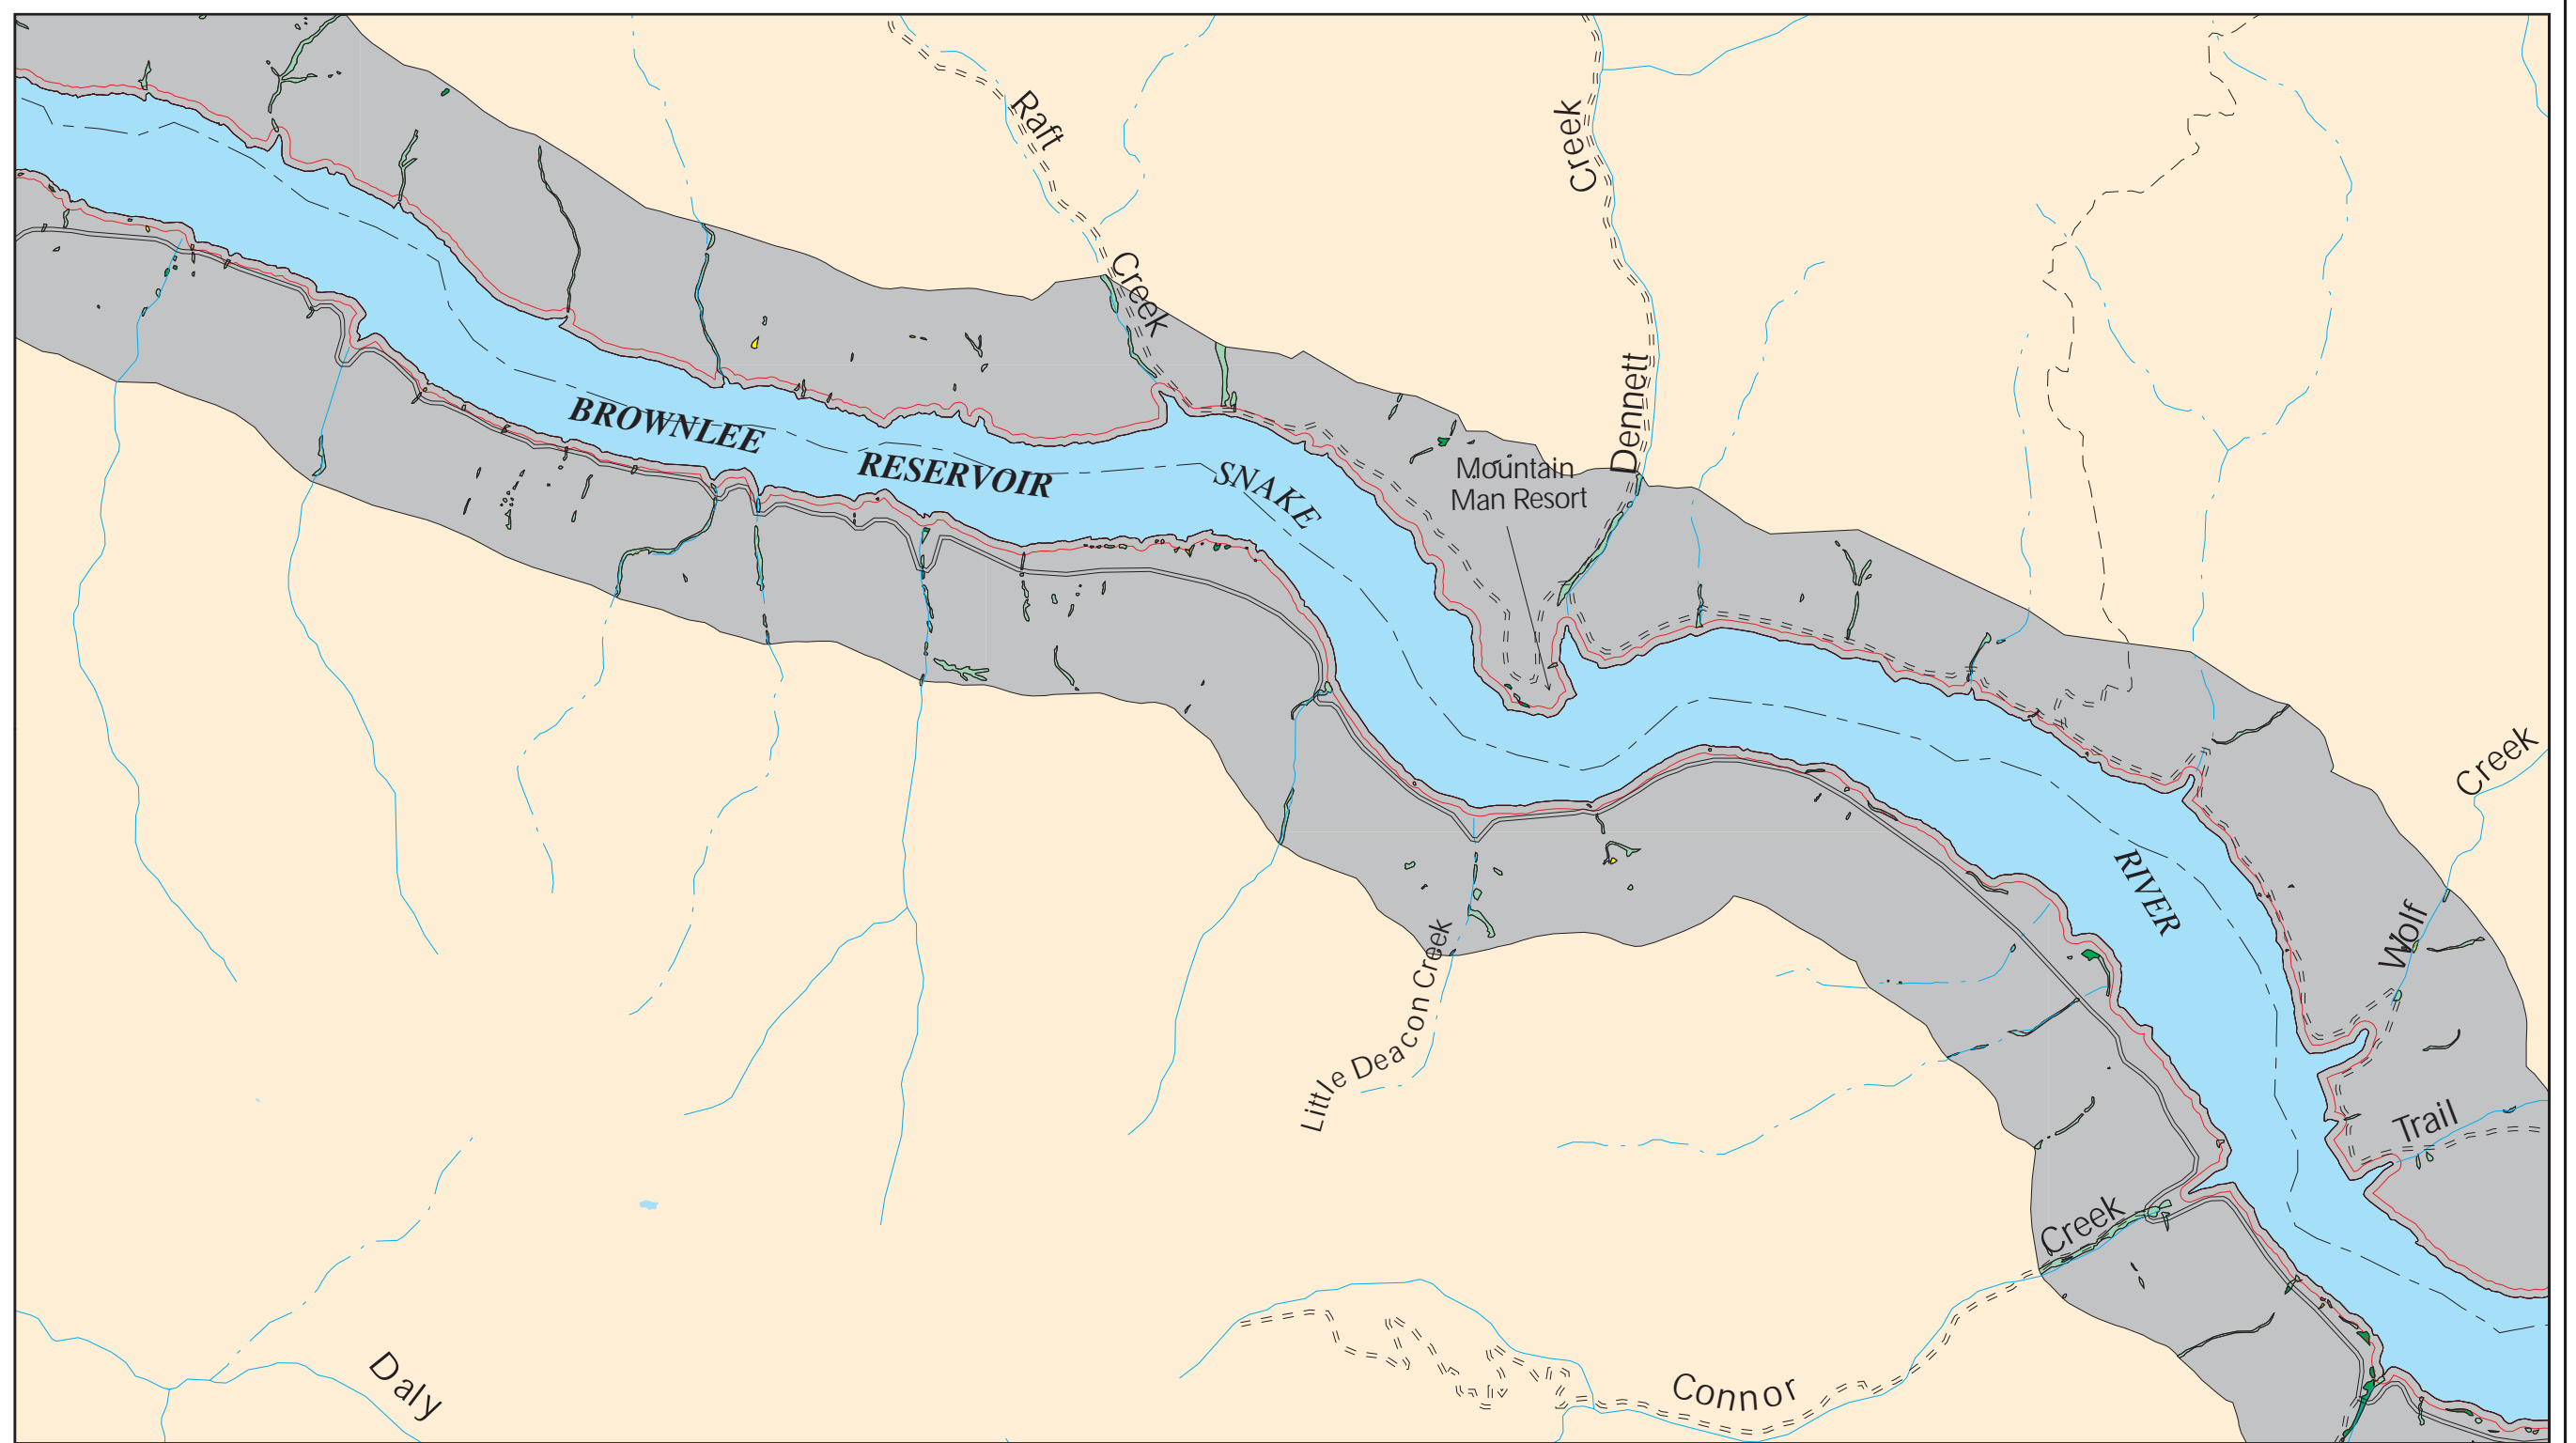 Raft
Creek
Creek
Dennett
BROWNLEE
RESERVOIR
SNAKE
Mountain
Man Resort
RIVER
Creek
Wolf
Trail
Little Deacon Creek
Creek
Connor
Daly